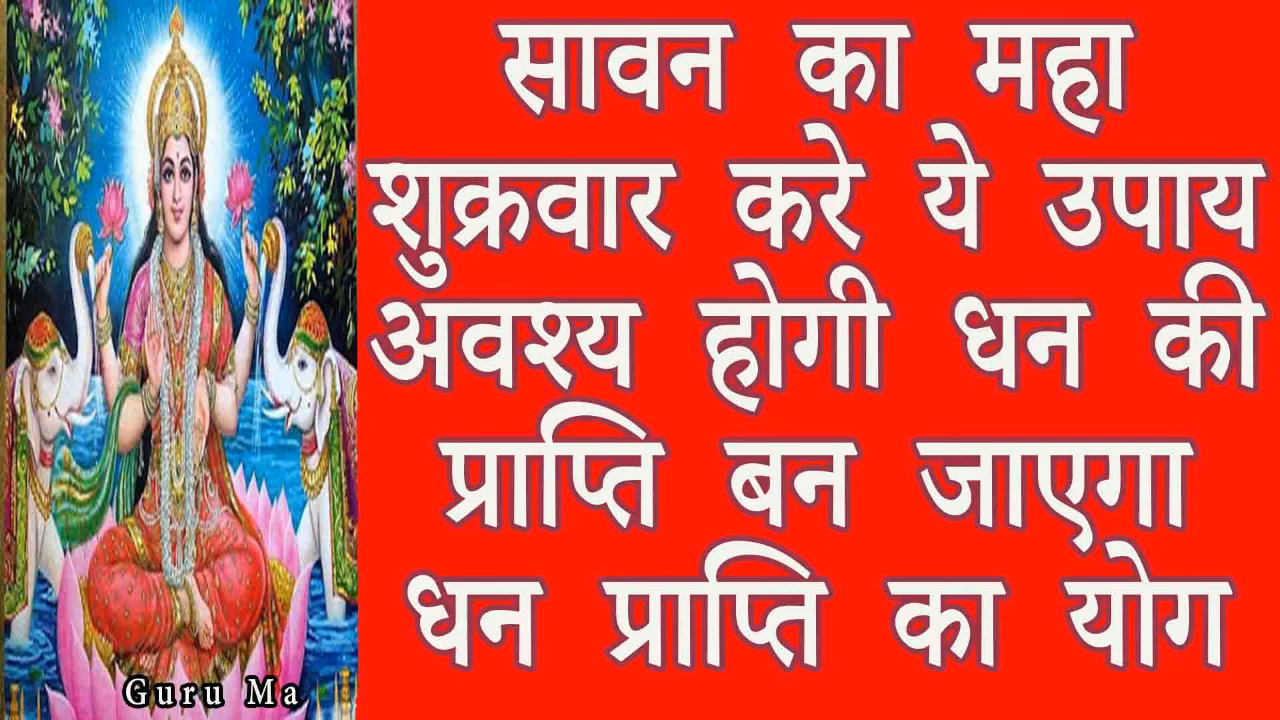 सावन का महा
शुक्रवार करे ये उपाय
अवश्य होगी धन की
प्राप्ति बन जाएगा
धन प्राप्ति का योग
Guru Ma